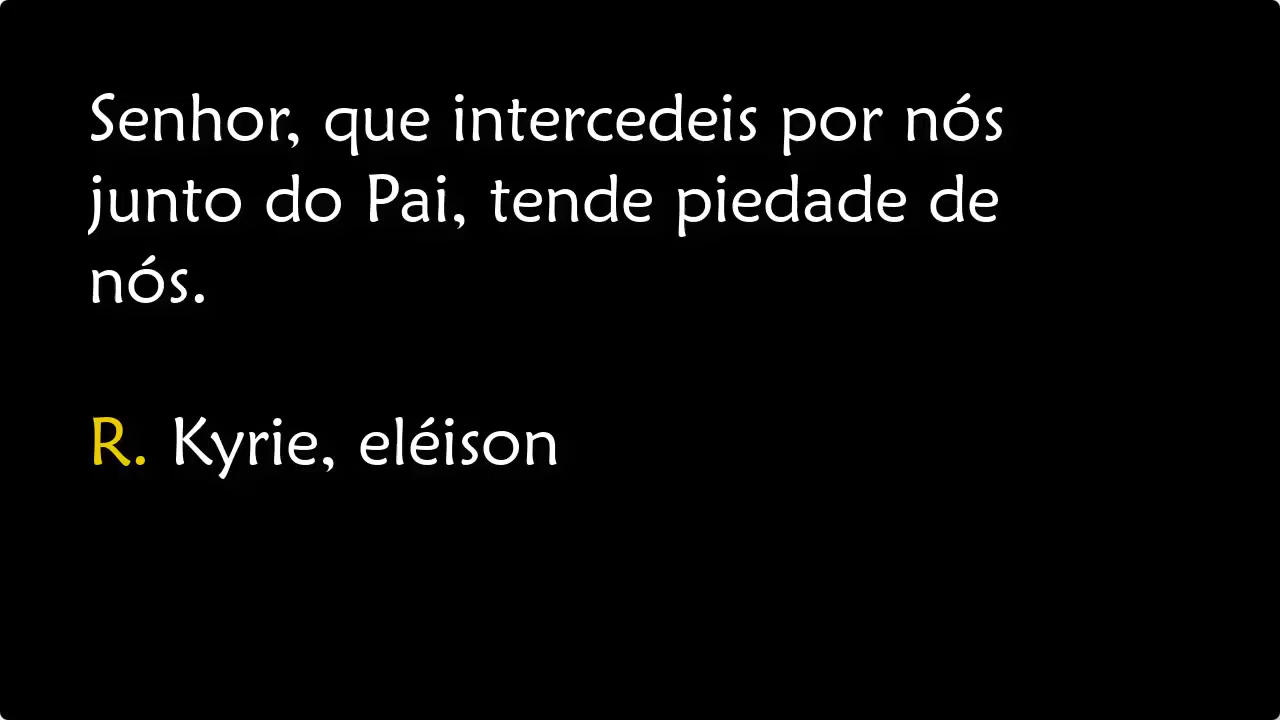 Senhor, que intercedeis por nós
junto do Pai, tende piedade de
nós.
R. Kyrie, eléison